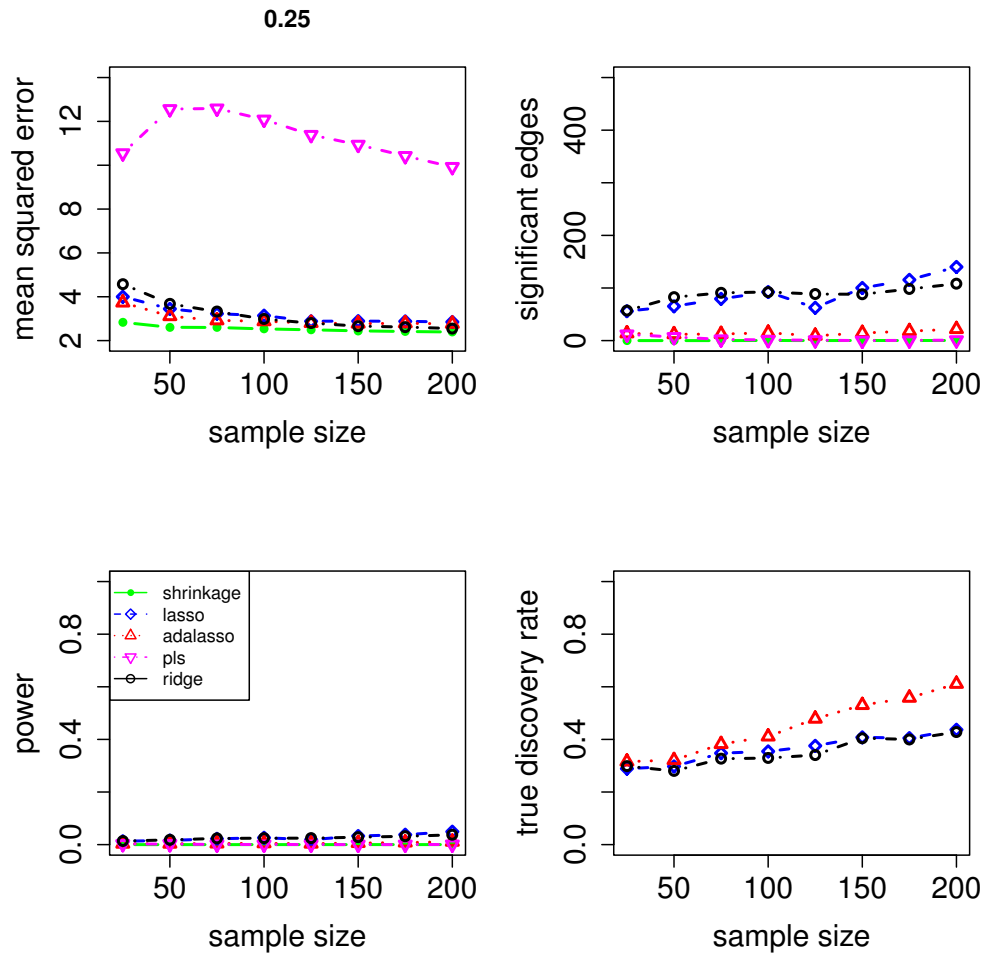 0.25
mean squared error
2
4
6
8
12
50
100
150
200
sample size
significant edges
0
200
400
50
100
150
200
sample size
power
0.0
0.4
0.8
shrinkage
lasso
adalasso
pls
ridge
50
100
150
200
sample size
true discovery rate
0.0
0.4
0.8
50
100
150
200
sample size